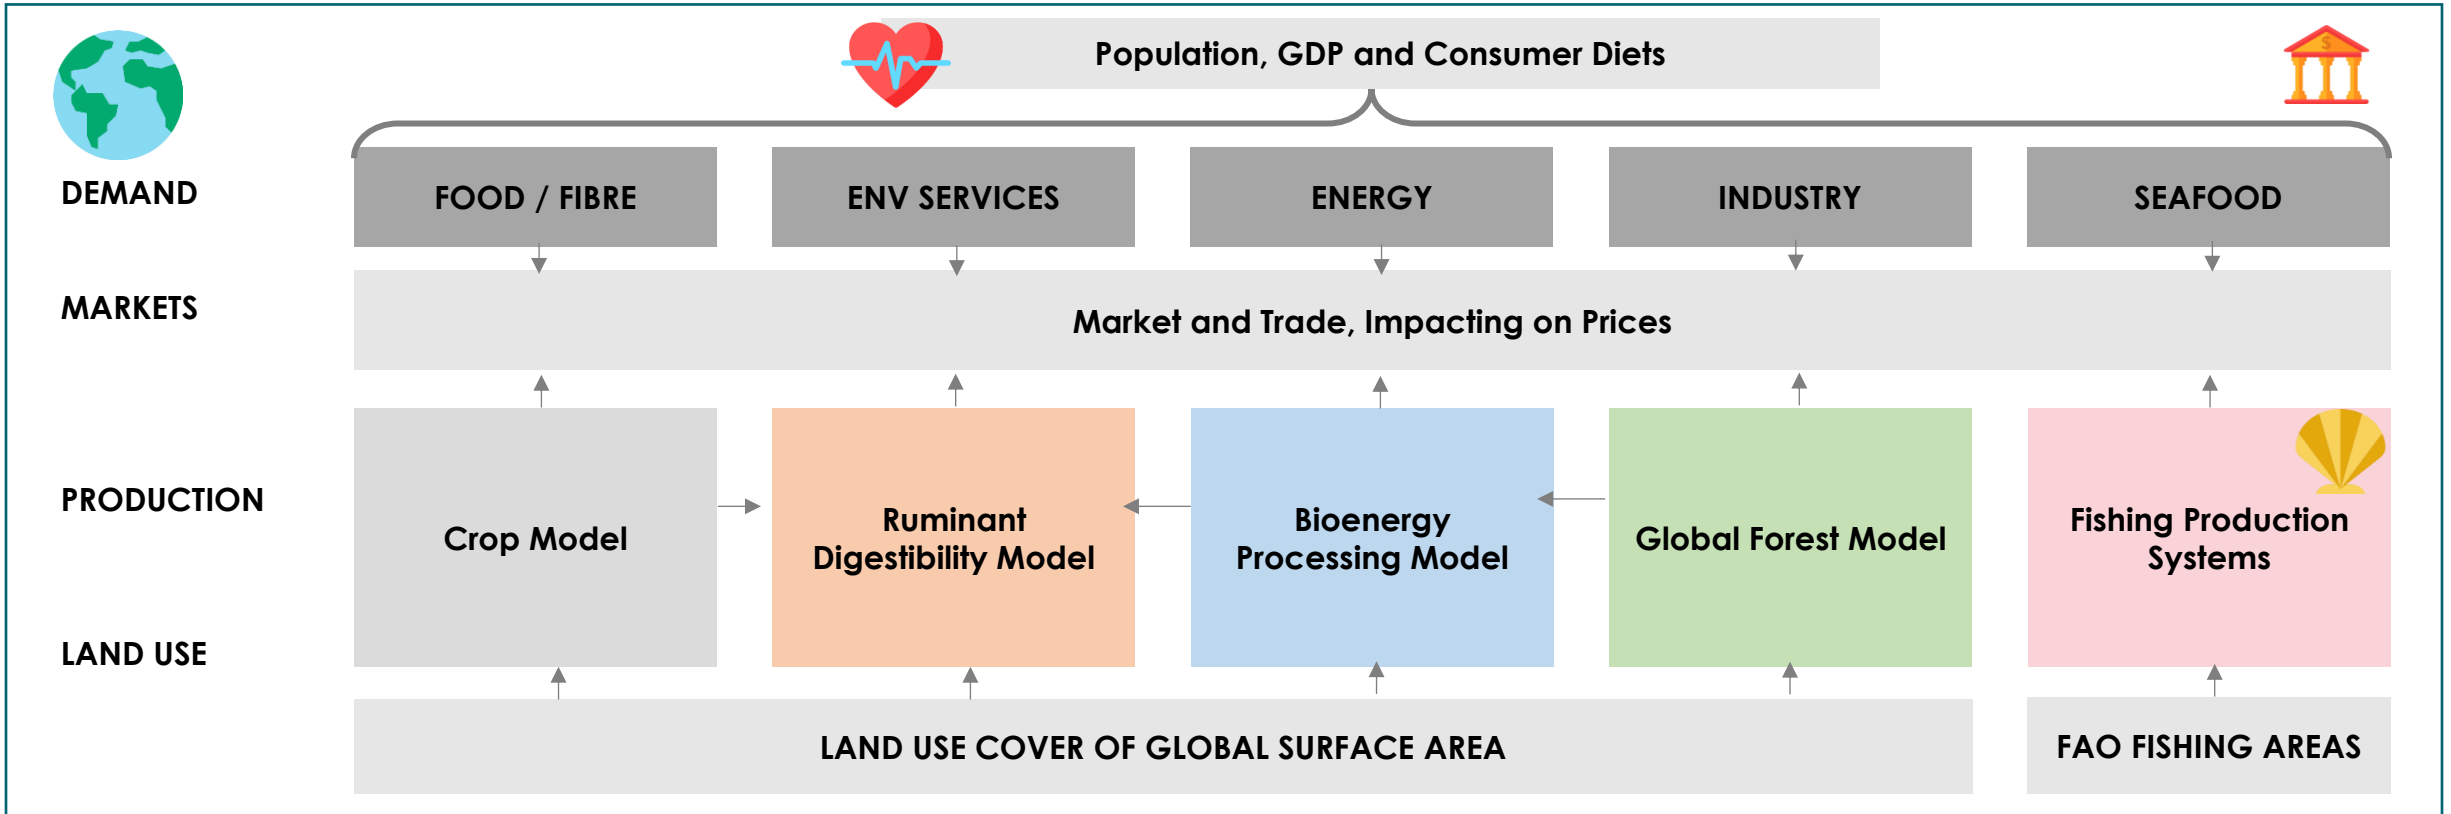 Population, GDP and Consumer Diets
$
DEMAND
FOOD / FIBRE
ENV SERVICES
ENERGY
INDUSTRY
SEAFOOD
MARKETS
Market and Trade, Impacting on Prices
PRODUCTION
Crop Model
Ruminant
Digestibility Model
Bioenergy
Processing Model
Global Forest Model
Fishing Production
Systems
LAND USE
LAND USE COVER OF GLOBAL SURFACE AREA
FAO FISHING AREAS